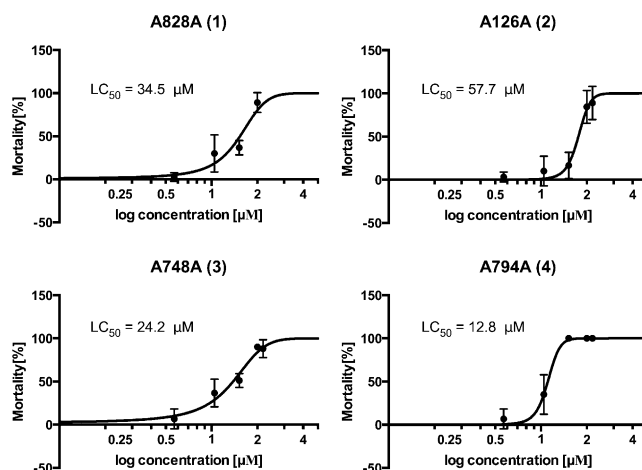 A828A (1)
150
100
50
0
-50
Mortality[%]
LC50 = 34.5 µM
0.25 0.5 1 2 4
log concentration [µM]
A126A (2)
150
100
50
0
-50
Mortality[%]
LC50 = 57.7 µM
0.25 0.5 1 2 4
log concentration [µM]
A748A (3)
150
100
50
0
-50
Mortality[%]
LC50 = 24.2 µM
0.25 0.5 1 2 4
log concentration [µM]
A794A (4)
150
100
50
0
-50
Mortality[%]
LC50 = 12.8 µM
0.25 0.5 1 2 4
log concentration [µM]